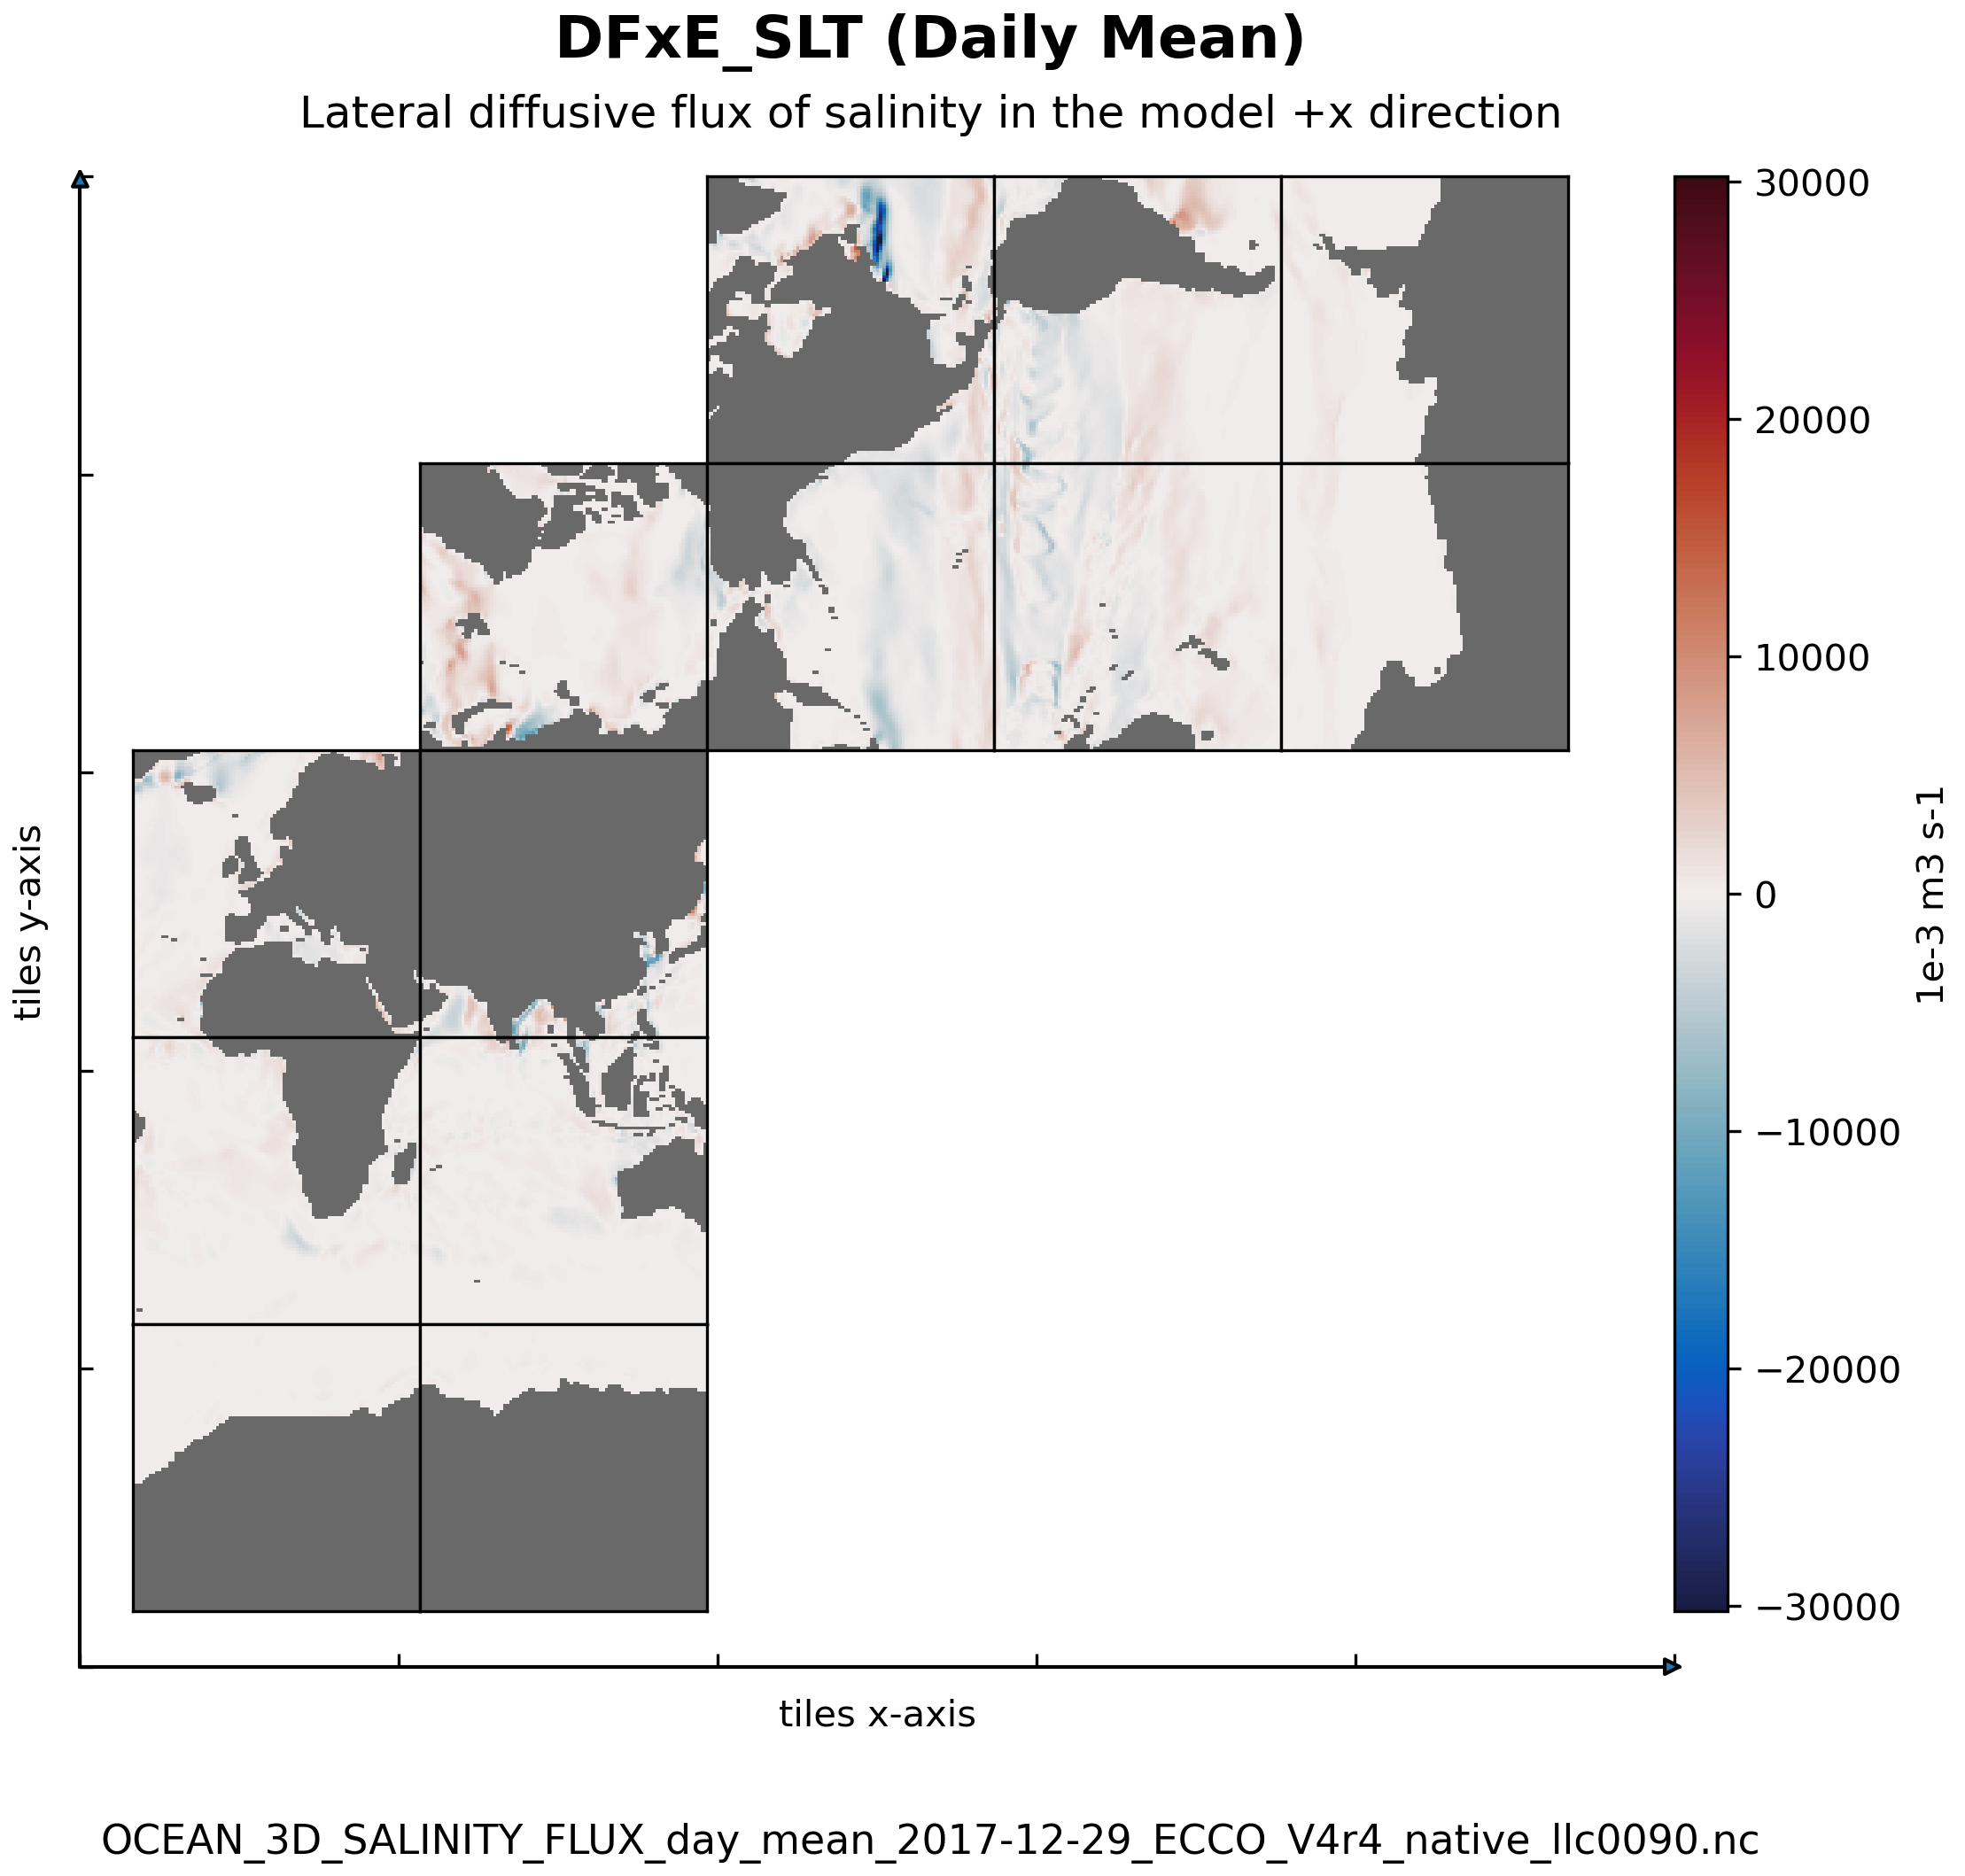 DFxE_SLT (Daily Mean)
Lateral diffusive flux of salinity in the model +x direction
30000
20000
10000
0
−10000
−20000
−30000
1e-3 m3 s-1
tiles y-axis
tiles x-axis
OCEAN_3D_SALINITY_FLUX_day_mean_2017-12-29_ECCO_V4r4_native_llc0090.nc